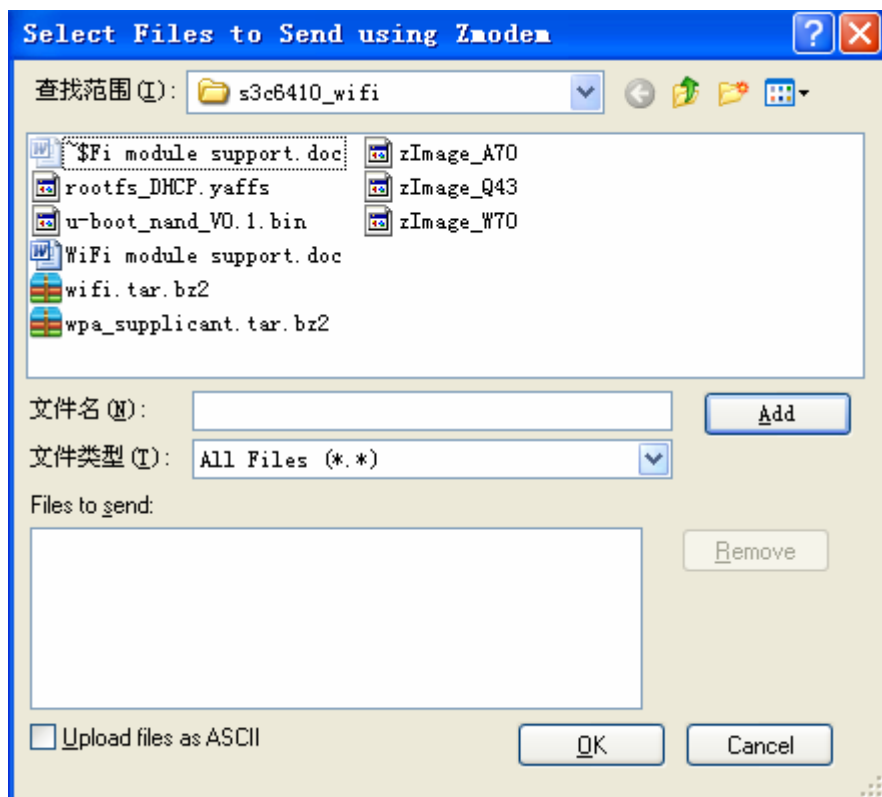 Select Files to Send using Zmodem
查找范围(I): s3c6410_wifi
~$Fi module support.doc
rootfs_DHCP.yaffs
u-boot_nand_V0.1.bin
WiFi module support.doc
wifi.tar.bz2
wpa_supplicant.tar.bz2
zImage_A70
zImage_Q43
zImage_W70
文件名(N): Add
文件类型(T): All Files (*.*)
Files to send:
Remove
Upload files as ASCII
OK Cancel